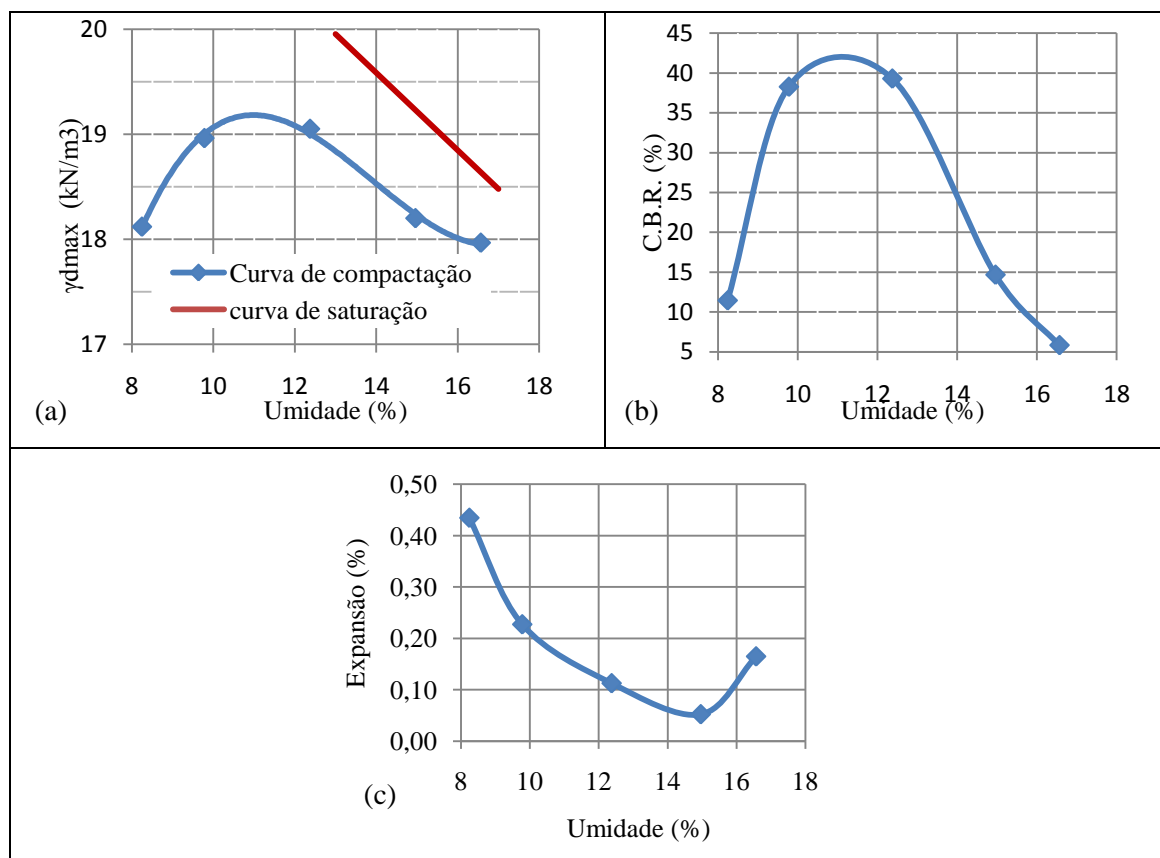 20
19
18
17
γdmax (kN/m3)
Curva de compactação
curva de saturação
8 10 12 14 16 18
Umidade (%)
(a)
45
40
35
30
25
20
15
10
5
C.B.R. (%)
8 10 12 14 16 18
Umidade (%)
(b)
0,50
0,40
0,30
0,20
0,10
0,00
Expansão (%)
8 10 12 14 16 18
(c)
Umidade (%)